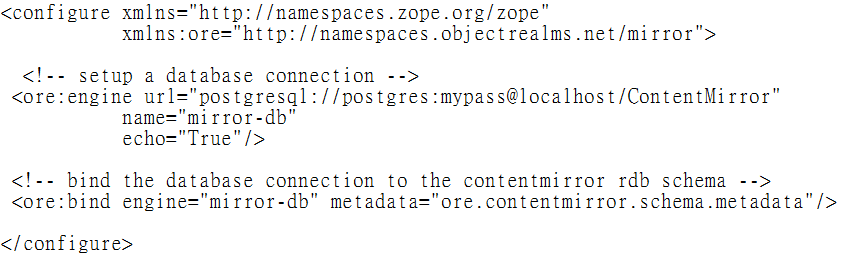 <configure xmlns="http://namespaces.zope.org/zope"
           xmlns:ore="http://namespaces.objectrealms.net/mirror">
  <!-- setup a database connection -->
 <ore:engine url="postgresql://postgres:mypass@localhost/ContentMirror"
           name="mirror-db"
           echo="True"/>
 <!-- bind the database connection to the contentmirror rdb schema -->
 <ore:bind engine="mirror-db" metadata="ore.contentmirror.schema.metadata"/>
</configure>